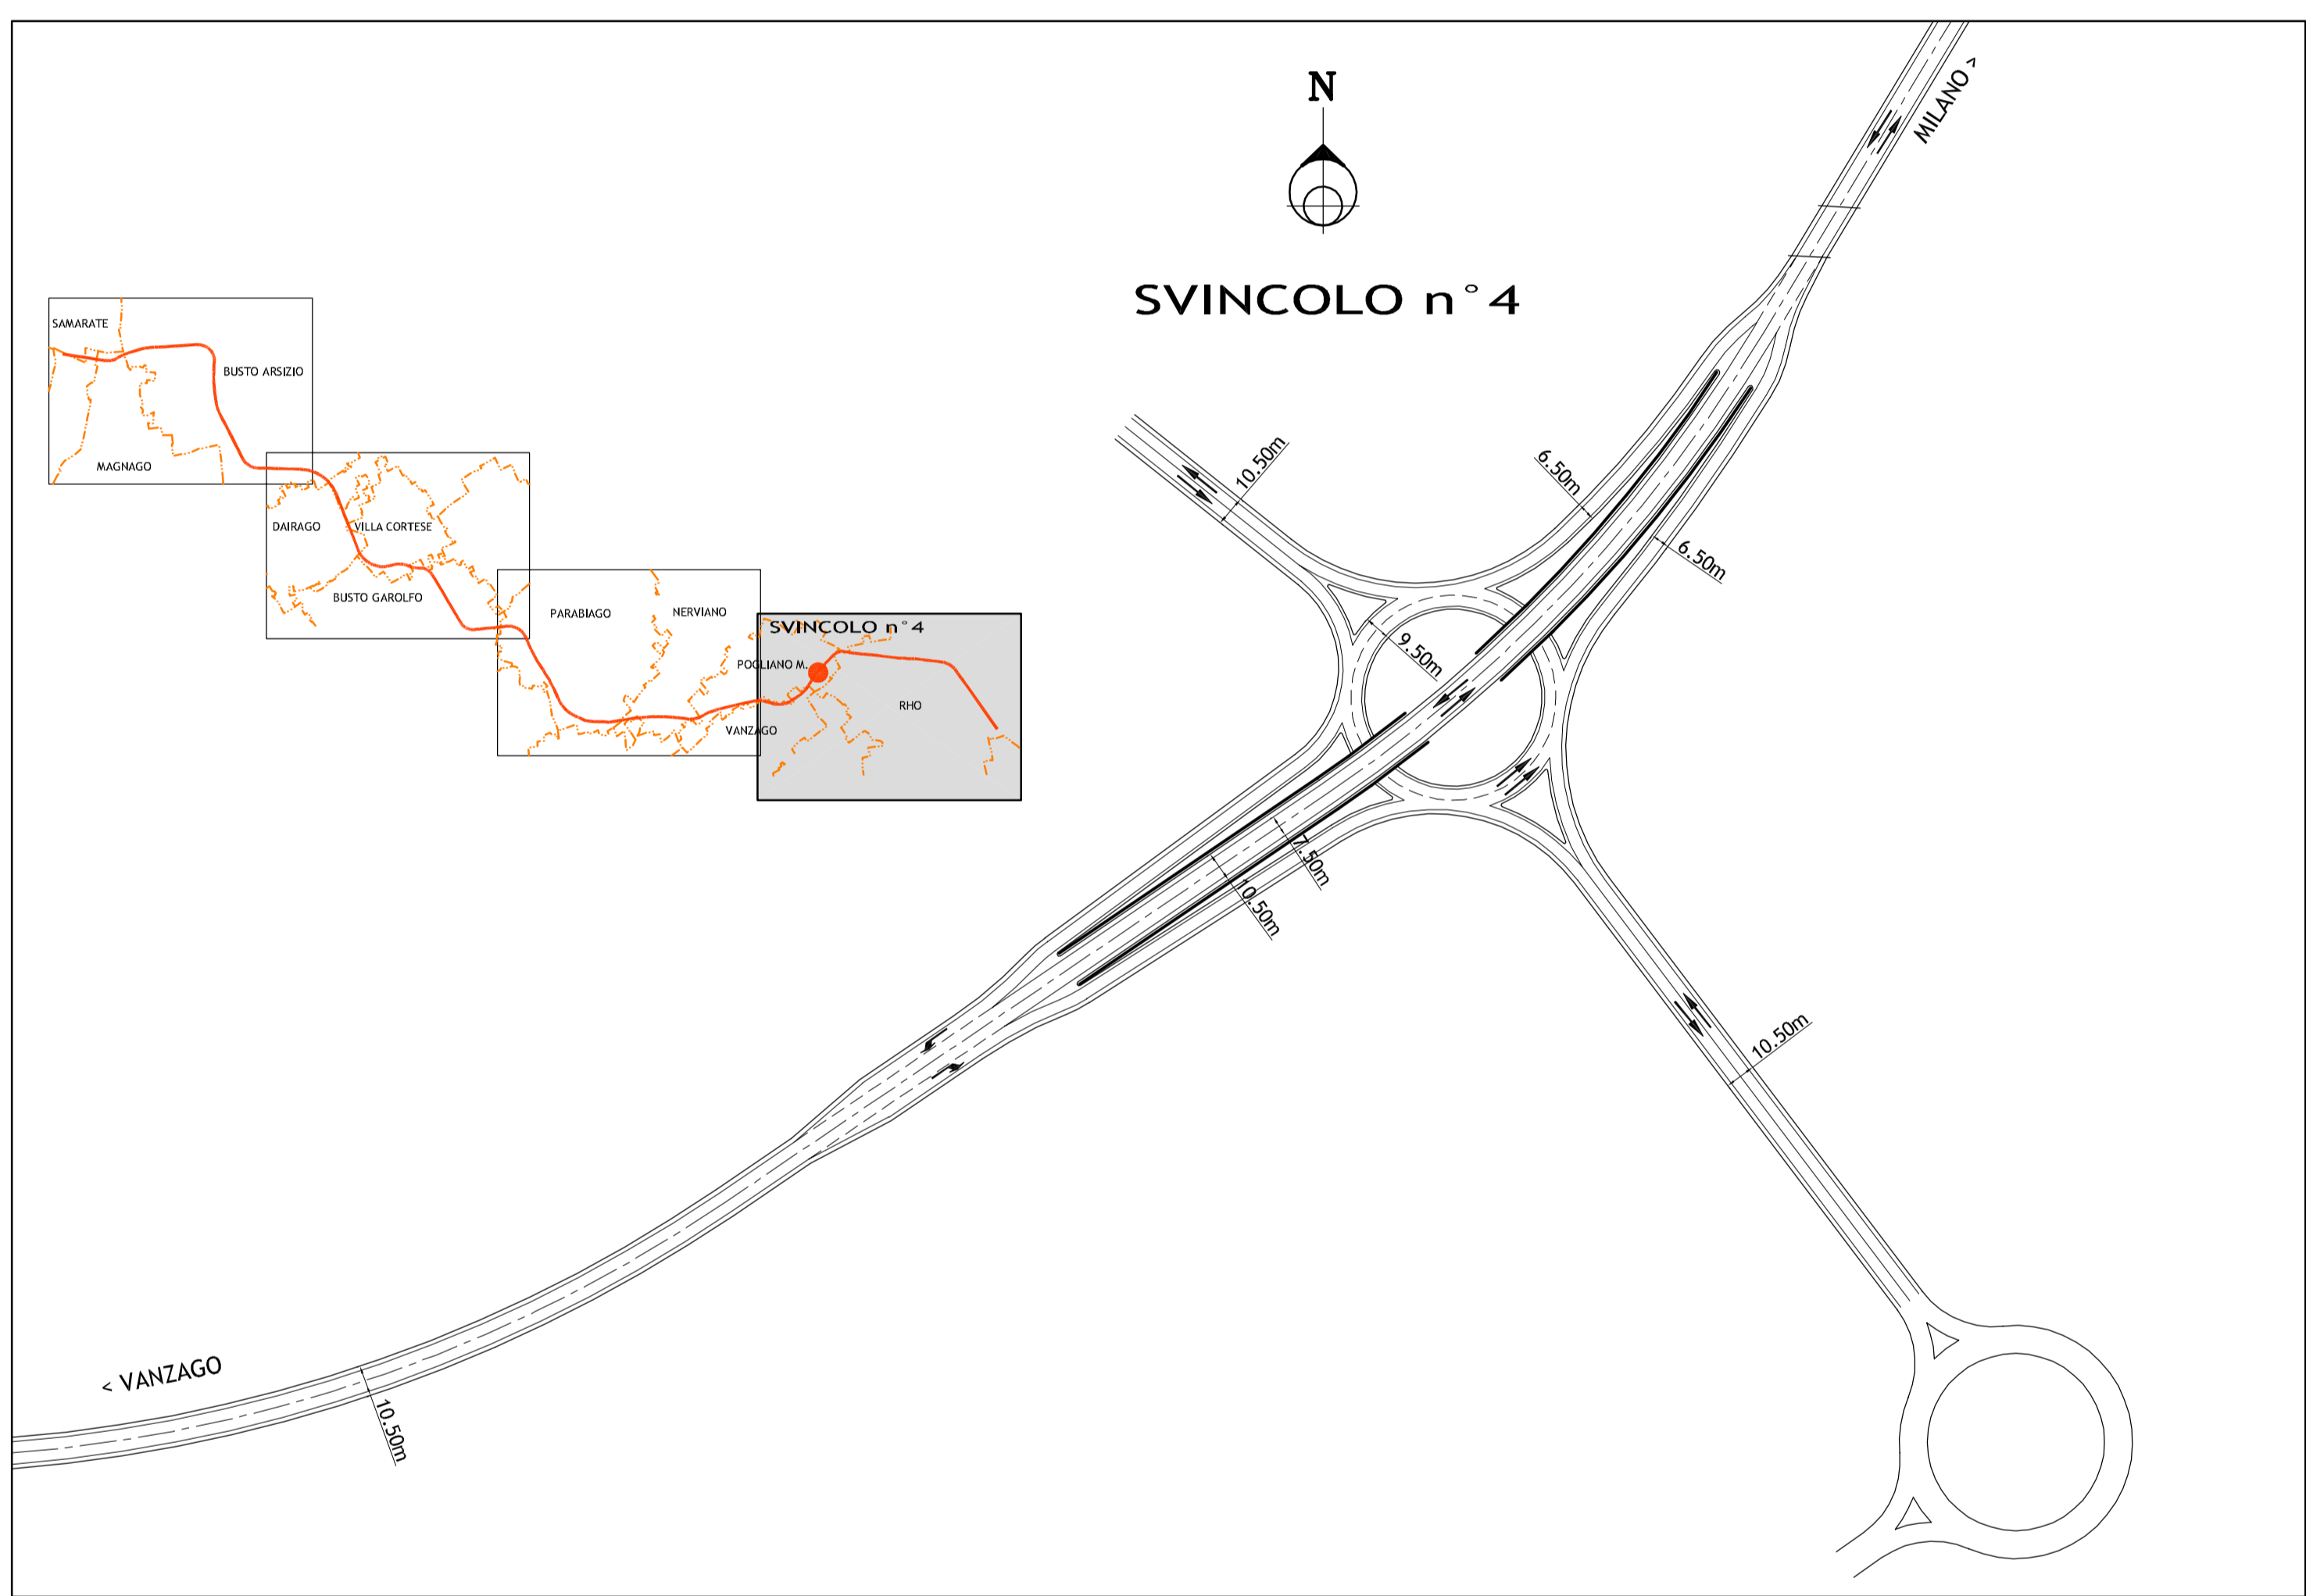 N
MILANO >
SVINCOLO n°4
SAMARATE
BUSTO ARSIZIO
MAGNAGO
DAIRAGO
VILLA CORTESE
BUSTO GAROLFO
PARABIAGO
NERVIANO
SVINCOLO n°4
POGLIANO M.
RHO
VANZAGO
10.50m
6.50m
6.50m
9.50m
7.50m
10.50m
10.50m
< VANZAGO
10.50m